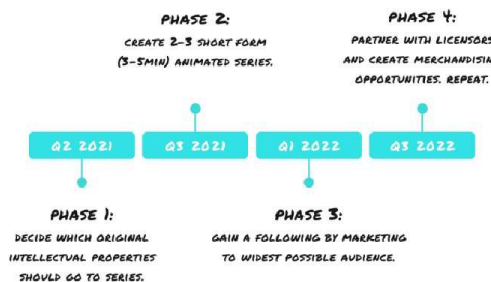 PHASE 2:
CREATE 2-3 SHORT FORM
(3-5MIN) ANIMATED SERIES.
PHASE 4:
PARTNER WITH LICENSORS
AND CREATE MERCHANDISIN
OPPORTUNITIES. REPEAT.
Q2 2021
Q3 2021
Q1 2022
Q3 2022
PHASE 1:
DECIDE WHICH ORIGINAL
INTELLECTUAL PROPERTIES
SHOULD GO TO SERIES.
PHASE 3:
GAIN A FOLLOWING BY MARKETING
TO WIDEST POSSIBLE AUDIENCE.